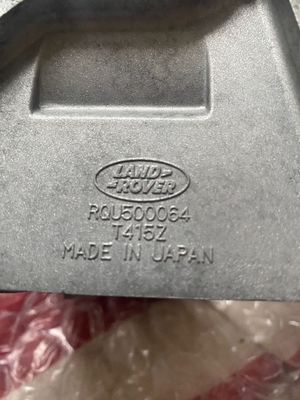 LAND-
-ROVER
RQU500064
T415Z
MADE IN JAPAN